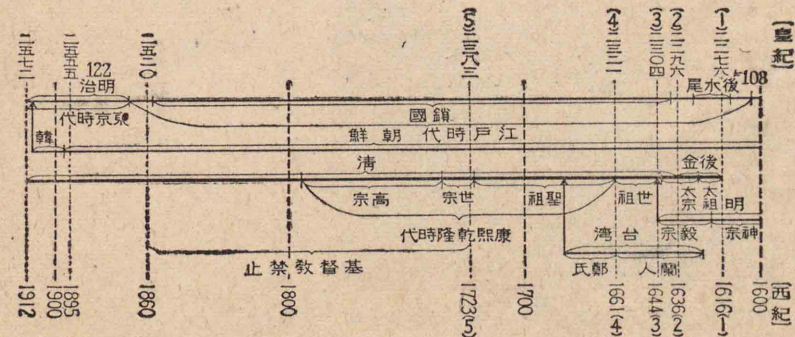 [皇紀]
(1)二二七六
(2)二二九六
(3)二三〇四
(4)二三二一
(5)二三八三
二五二〇
二五五五
二五七二
108
後水尾
122
明治
鎖國
江戸時代
東京時代
朝鮮
韓
後金
清
太祖
太宗
世祖
聖祖
世宗
高宗
明
神宗
毅宗
康熙乾隆時代
台湾
蘭人
鄭氏
基督教禁止
[西紀]
1600
1616(1)
1636(2)
1644(3)
1661(4)
1700
1723(5)
1800
1860
1885
1900
1912